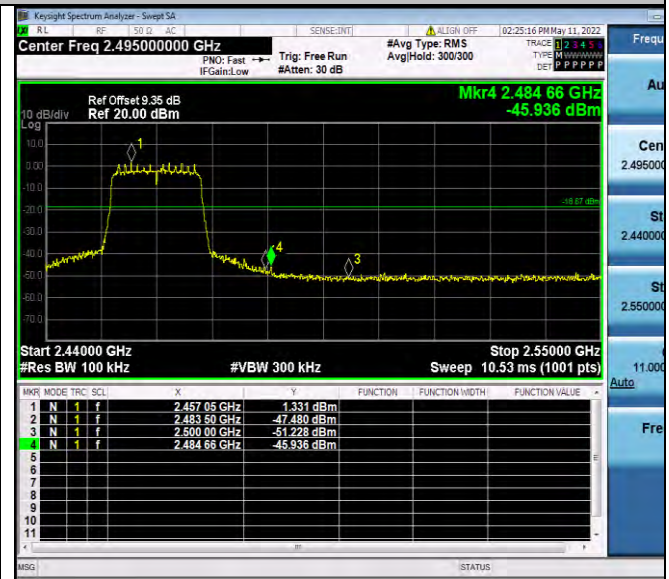 Keysight Spectrum Analyzer - Swept SA
RL RF 50 Ω AC SENSE:INT ALIGN OFF 02:25:16 PM May 11, 2022
Center Freq 2.495000000 GHz
PNO: Fast
IFGain:Low
Trig: Free Run
#Atten: 30 dB
#Avg Type: RMS
Avg|Hold: 300/300
TRACE 1 2 3 4 5 6
TYPE M
DET P P P P P P
Frequ
Mkr4 2.484 66 GHz
-45.936 dBm
Ref Offset 9.35 dB
10 dB/div Ref 20.00 dBm
Log
10.0
0.00
-10.0
-20.0
-30.0
-40.0
-50.0
-60.0
-70.0
1
4
3
-18.67 dBm
Start 2.44000 GHz Stop 2.55000 GHz
#Res BW 100 kHz #VBW 300 kHz Sweep 10.53 ms (1001 pts)
MKR MODE TRC SCL X Y FUNCTION FUNCTION WIDTH FUNCTION VALUE
1 N 1 f 2.457 05 GHz 1.331 dBm
2 N 1 f 2.483 50 GHz -47.480 dBm
3 N 1 f 2.500 00 GHz -51.228 dBm
4 N 1 f 2.484 66 GHz -45.936 dBm
5
6
7
8
9
10
11
MSG STATUS
Au
Cen
2.495000
St
2.440000
St
2.550000
11.000
Auto
Fre